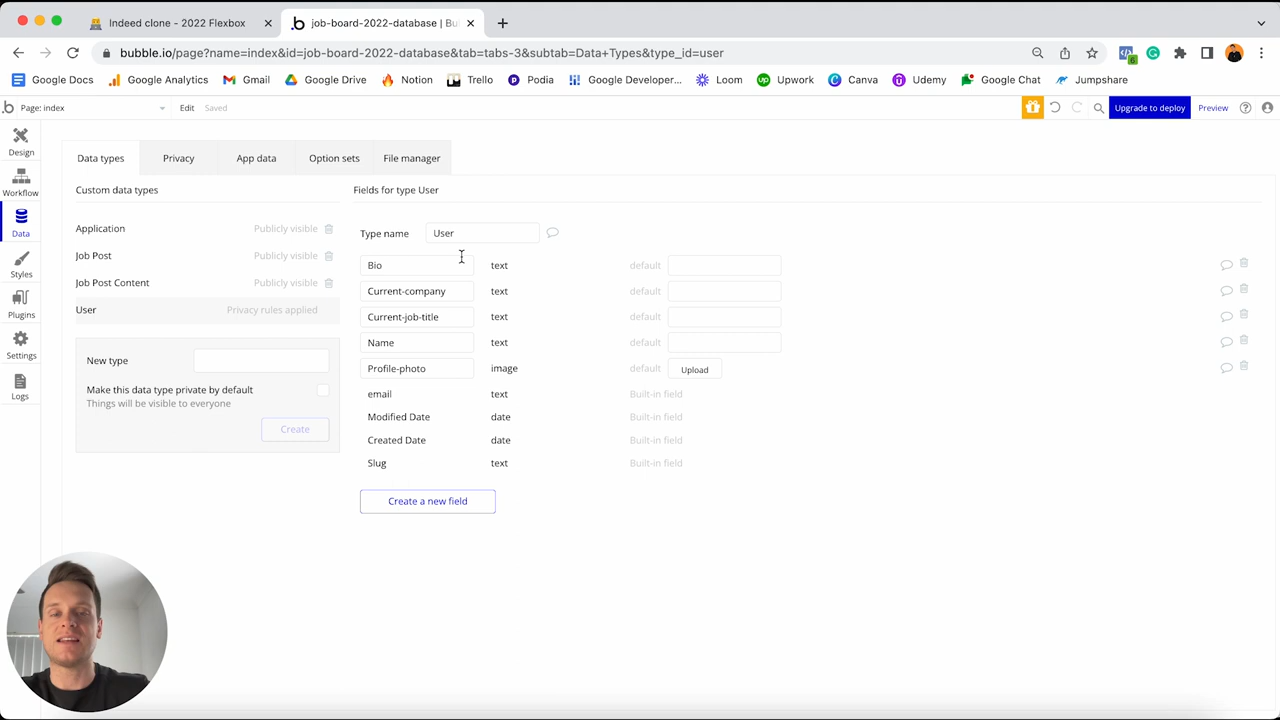 Indeed clone - 2022 Flexbox
job-board-2022-database | Bu
bubble.io/page?name=index&id=job-board-2022-database&tab=tabs-3&subtab=Data+Types&type_id=user
6
Google Docs Google Analytics Gmail Google Drive Notion Trello Podia Google Developer... Loom Upwork Canva Udemy Google Chat Jumpshare
Page: index Edit Saved Upgrade to deploy Preview
Design
Workflow
Data
Styles
Plugins
Settings
Logs
Data types Privacy App data Option sets File manager
Custom data types
Application Publicly visible
Job Post Publicly visible
Job Post Content Publicly visible
User Privacy rules applied
New type
Make this data type private by default
Things will be visible to everyone
Create
Fields for type User
Type name User
Bio text default
Current-company text default
Current-job-title text default
Name text default
Profile-photo image default Upload
email text Built-in field
Modified Date date Built-in field
Created Date date Built-in field
Slug text Built-in field
Create a new field